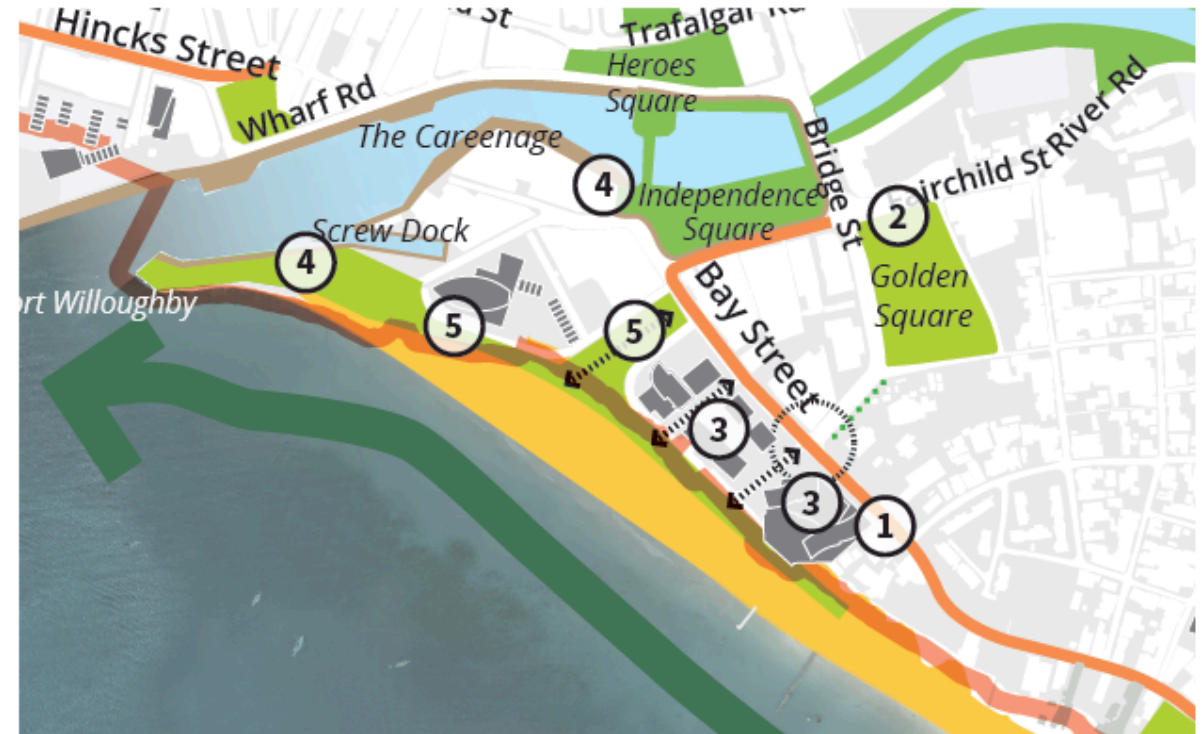 Hincks Street
St
Trafalgar
Heroes
Square
Wharf Rd
The Careenage
River Rd
Bridge St
4
Independence
Square
2
St
Screw Dock
4
Golden
Square
Willoughby
Bay Street
5
5
3
3
1